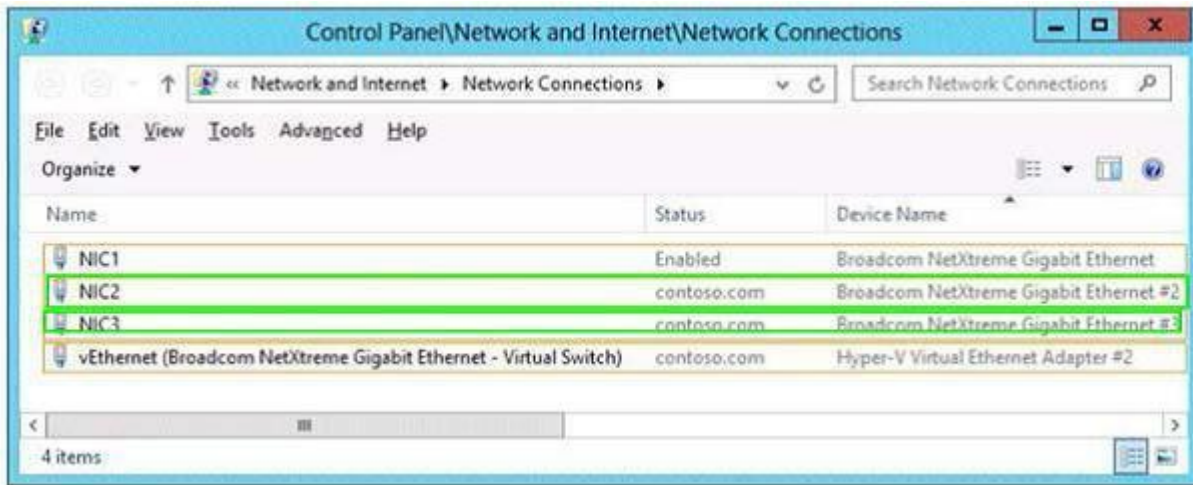 Control Panel\Network and Internet\Network Connections
« Network and Internet ▸ Network Connections ▸ Search Network Connections
File Edit View Tools Advanced Help
Organize
Name Status Device Name
NIC1 Enabled Broadcom NetXtreme Gigabit Ethernet
NIC2 contoso.com Broadcom NetXtreme Gigabit Ethernet #2
NIC3 contoso.com Broadcom NetXtreme Gigabit Ethernet #3
vEthernet (Broadcom NetXtreme Gigabit Ethernet - Virtual Switch) contoso.com Hyper-V Virtual Ethernet Adapter #2
4 items